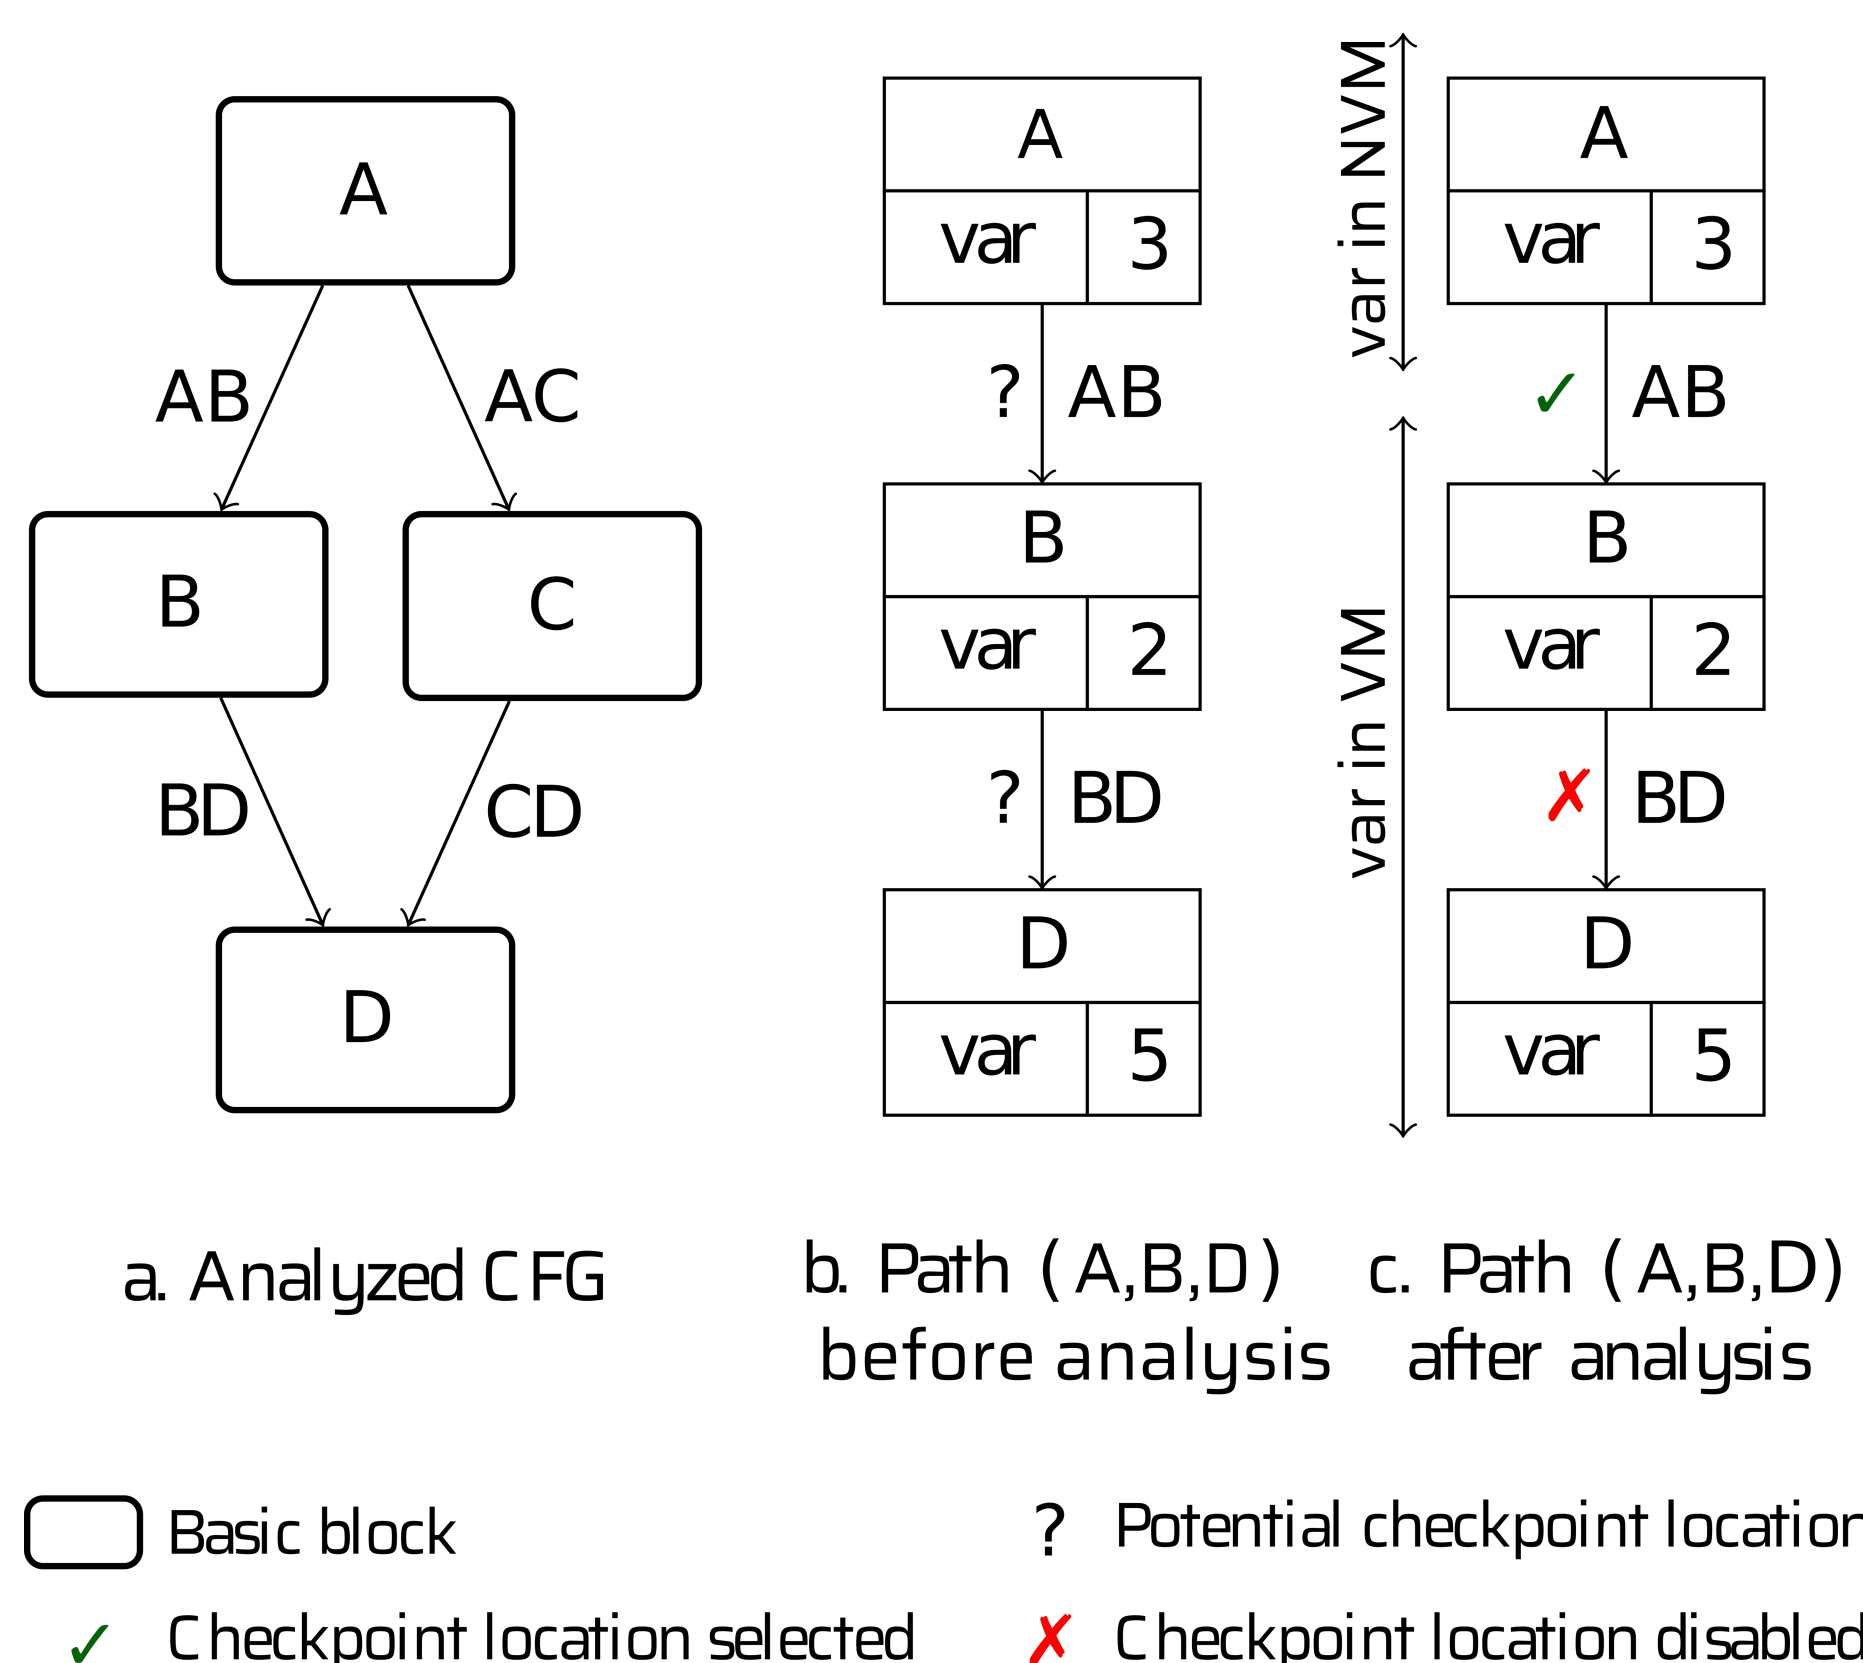 A
AB
AC
B
C
BD
CD
D
a. Analyzed CFG
A
var 3
? AB
B
var 2
? BD
D
var 5
b. Path (A,B,D)
before analysis
var in NVM
var in VM
A
var 3
✓ AB
B
var 2
✗ BD
D
var 5
c. Path (A,B,D)
after analysis
Basic block
? Potential checkpoint location
✓ Checkpoint location selected
✗ Checkpoint location disabled